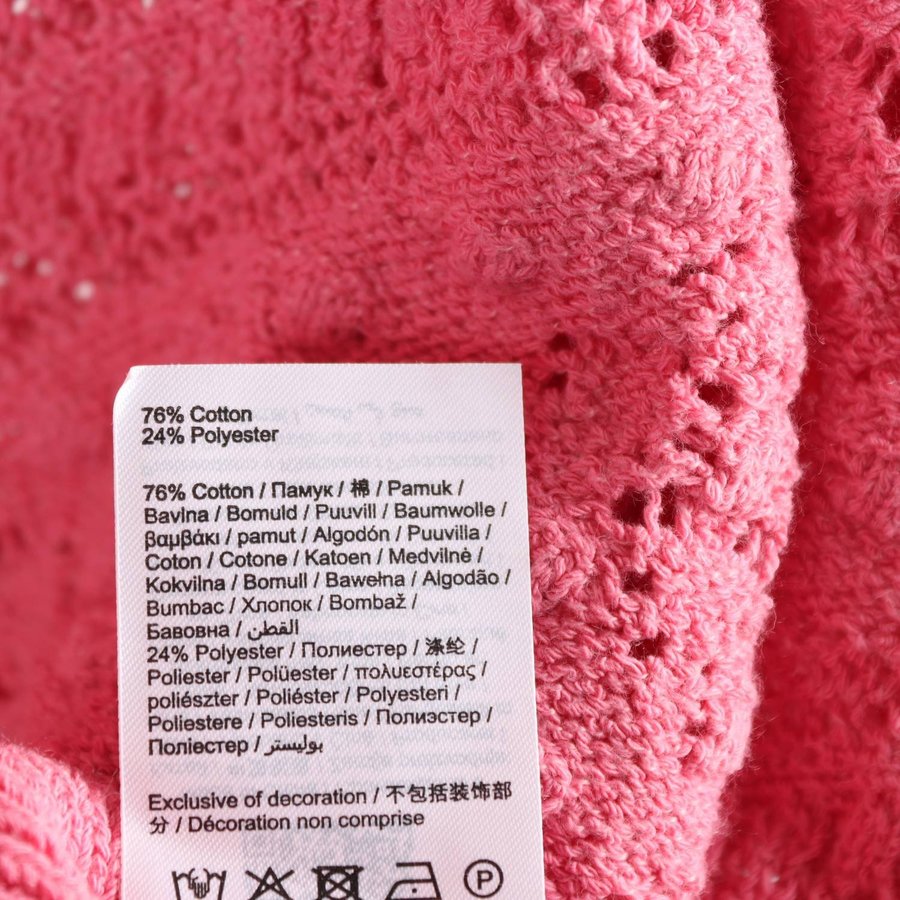 76% Cotton
24% Polyester
76% Cotton / Памук / 棉 / Pamuk /
Bavlna / Bomuld / Puuvill / Baumwolle /
βαμβάκι / pamut / Algodón / Puuvilla /
Coton / Cotone / Katoen / Medvilnė /
Kokvilna / Bomull / Bawełna / Algodão /
Bumbac / Хлопок / Bombaž /
Бавовна / القطن
24% Polyester / Полиестер / 涤纶 /
Poliester / Polüester / πολυεστέρας /
poliészter / Poliéster / Polyesteri /
Poliestere / Poliesteris / Полиэстер /
Поліестер / بوليستر
Exclusive of decoration / 不包括装饰部
分 / Décoration non comprise
P